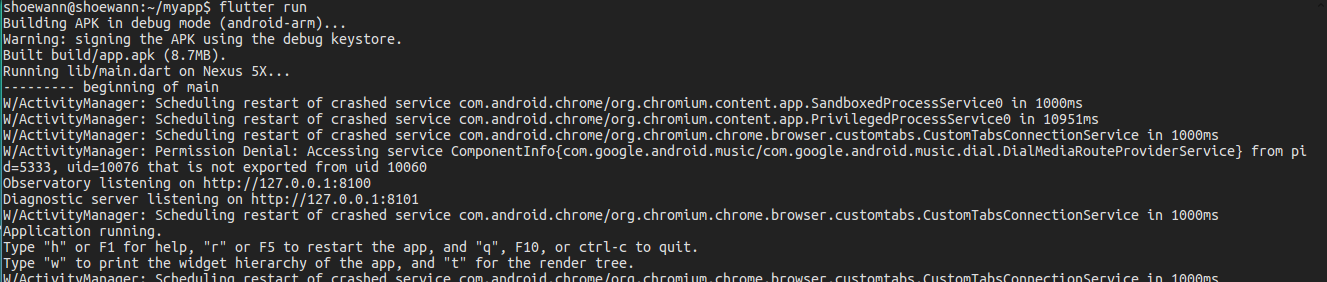 shoewann@shoewann:~/myapp$ flutter run
Building APK in debug mode (android-arm)...
Warning: signing the APK using the debug keystore.
Built build/app.apk (8.7MB).
Running lib/main.dart on Nexus 5X...
--------- beginning of main
W/ActivityManager: Scheduling restart of crashed service com.android.chrome/org.chromium.content.app.SandboxedProcessService0 in 1000ms
W/ActivityManager: Scheduling restart of crashed service com.android.chrome/org.chromium.content.app.PrivilegedProcessService0 in 10951ms
W/ActivityManager: Scheduling restart of crashed service com.android.chrome/org.chromium.chrome.browser.customtabs.CustomTabsConnectionService in 1000ms
W/ActivityManager: Permission Denial: Accessing service ComponentInfo{com.google.android.music/com.google.android.music.dial.DialMediaRouteProviderService} from pi
d=5333, uid=10076 that is not exported from uid 10060
Observatory listening on http://127.0.0.1:8100
Diagnostic server listening on http://127.0.0.1:8101
W/ActivityManager: Scheduling restart of crashed service com.android.chrome/org.chromium.chrome.browser.customtabs.CustomTabsConnectionService in 1000ms
Application running.
Type "h" or F1 for help, "r" or F5 to restart the app, and "q", F10, or ctrl-c to quit.
Type "w" to print the widget hierarchy of the app, and "t" for the render tree.
W/ActivityManager: Scheduling restart of crashed service com.android.chrome/org.chromium.chrome.browser.customtabs.CustomTabsConnectionService in 1000ms